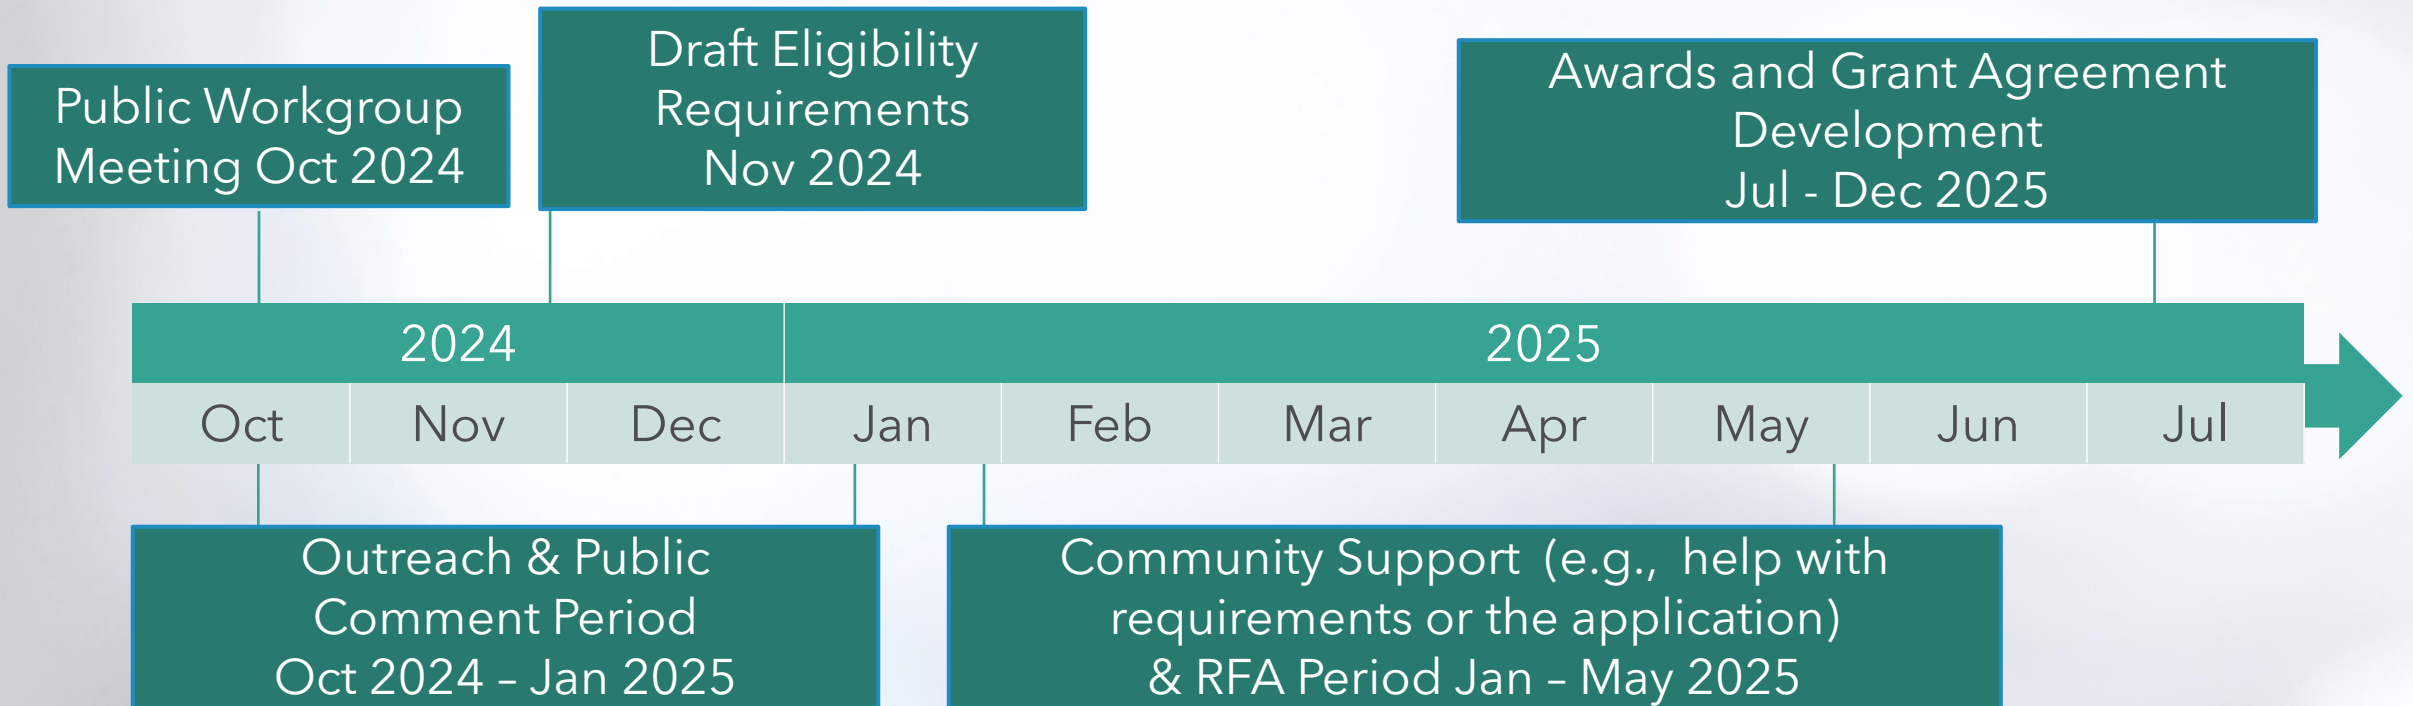 Public Workgroup
Meeting Oct 2024
Draft Eligibility
Requirements
Nov 2024
Awards and Grant Agreement
Development
Jul - Dec 2025
2024
2025
Oct
Nov
Dec
Jan
Feb
Mar
Apr
May
Jun
Jul
Outreach & Public
Comment Period
Oct 2024 – Jan 2025
Community Support  (e.g.,  help with
requirements or the application)
& RFA Period Jan – May 2025